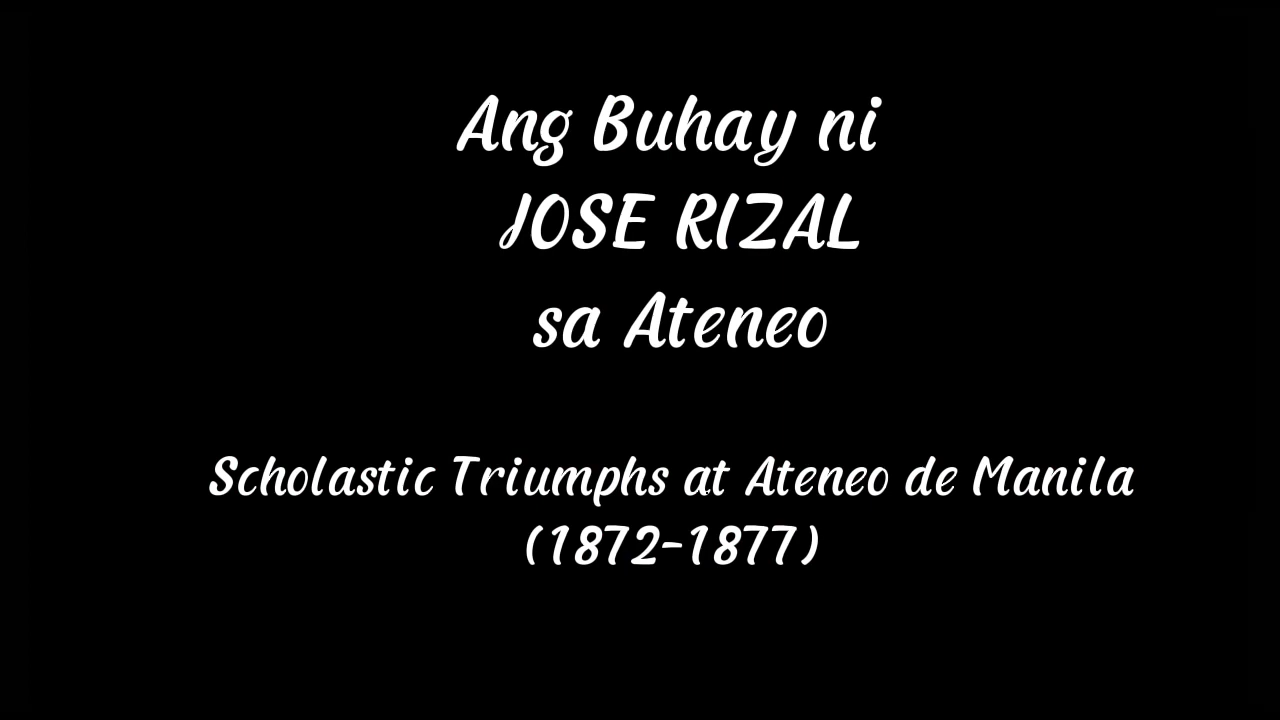 Ang Buhay ni
JOSE RIZAL
sa Ateneo
Scholastic Triumphs at Ateneo de Manila
(1872-1877)